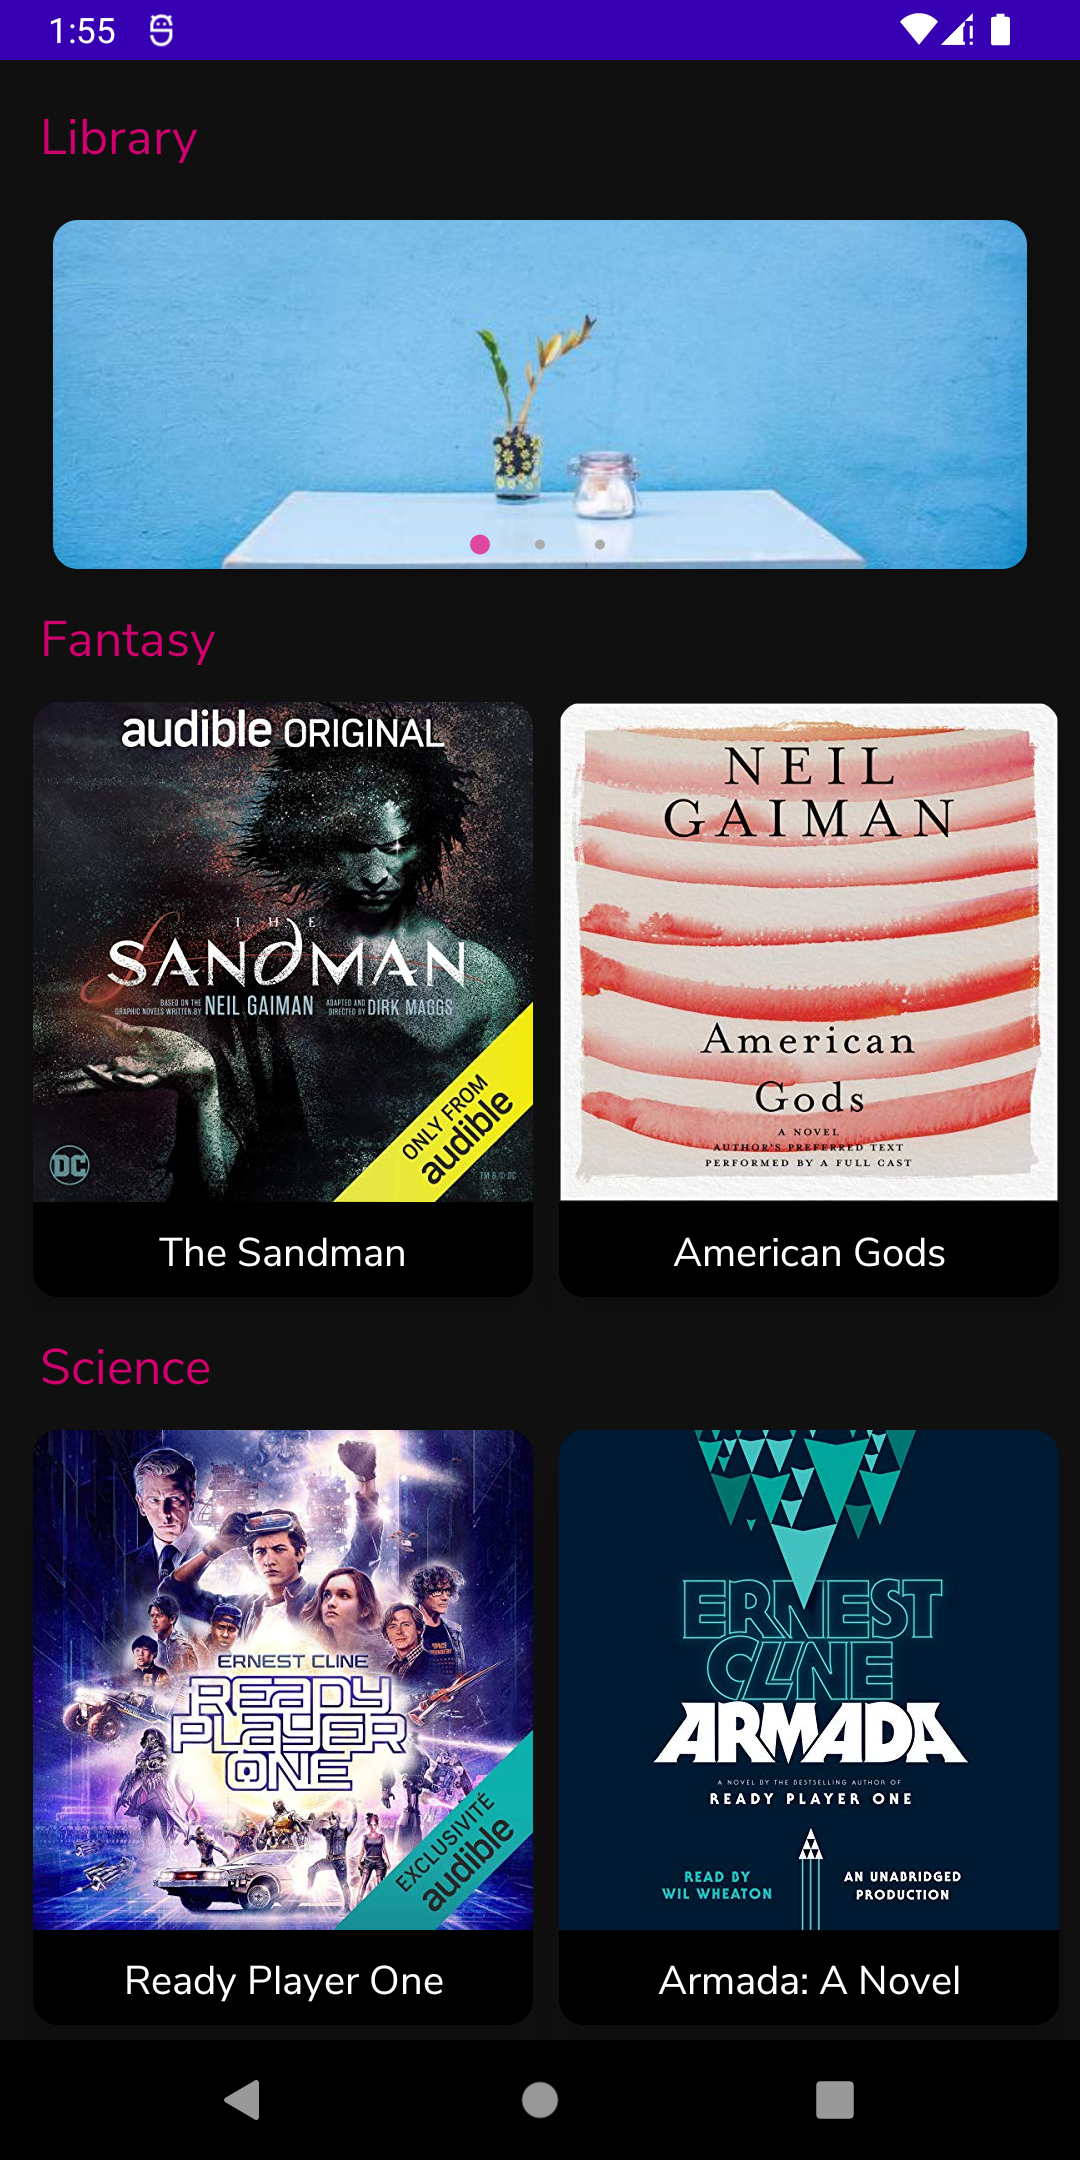 1:55
Library
Fantasy
audible ORIGINAL
THE
SANDMAN
BASED ON THE
GRAPHIC NOVELS WRITTEN BY NEIL GAIMAN
ADAPTED AND
DIRECTED BY DIRK MAGGS
ONLY FROM
audible
DC
TM & © DC
The Sandman
NEIL
GAIMAN
American
Gods
A NOVEL
AUTHOR'S PREFERRED TEXT
PERFORMED BY A FULL CAST
American Gods
Science
ERNEST CLINE
READY
PLAYER
ONE
EXCLUSIVITÉ
audible
Ready Player One
ERNEST
CLINE
ARMADA
A NOVEL BY THE BESTSELLING AUTHOR OF
READY PLAYER ONE
READ BY
WIL WHEATON
AN UNABRIDGED
PRODUCTION
Armada: A Novel